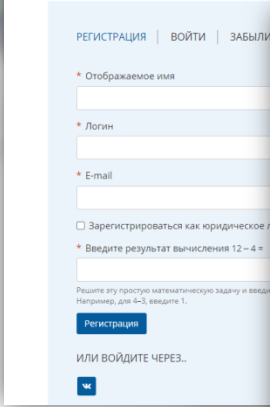 РЕГИСТРАЦИЯ | ВОЙТИ |
* Отображаемое имя
* Логин
* E-mail
Зарегистрироваться как юридическое
* Введите результат вычисления 12 – 4 =
Решите эту простую математическую задачу и
Например, для 4–3, введите 1.
Регистрация
ИЛИ ВОЙДИТЕ ЧЕРЕЗ..